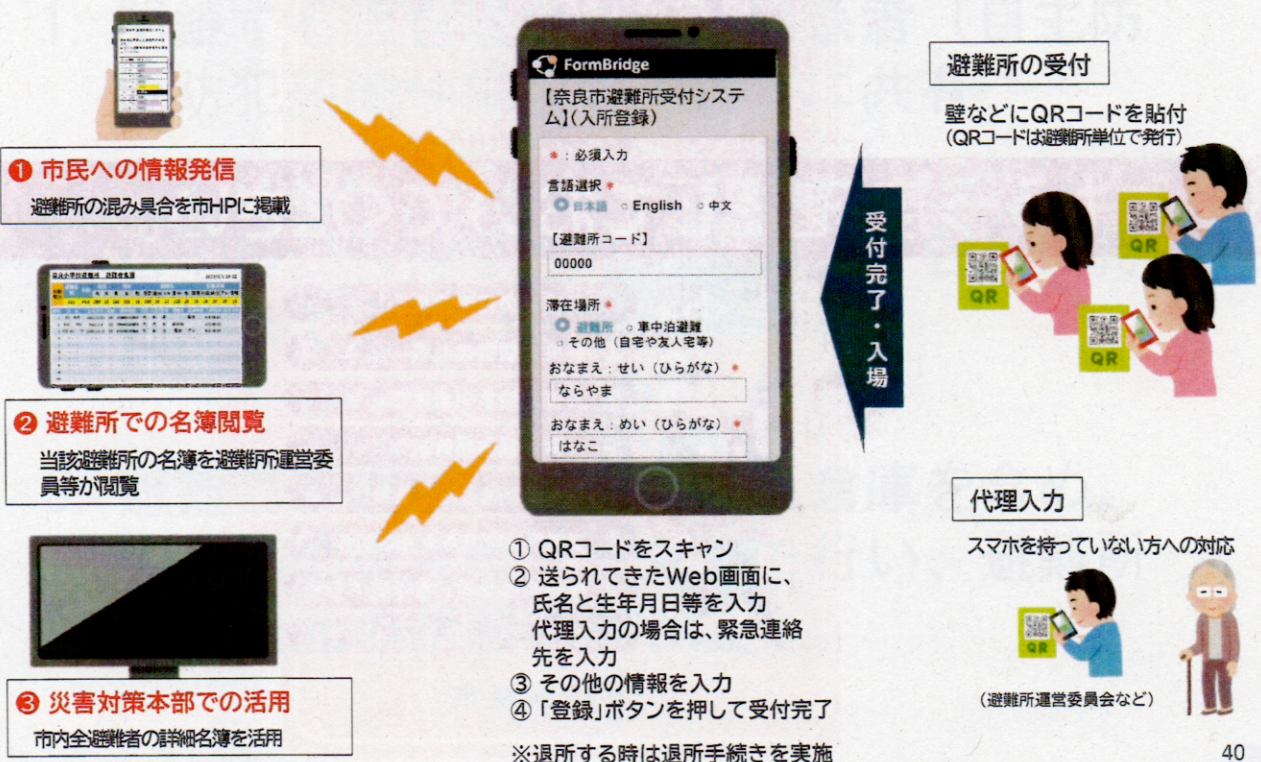 ❶ 市民への情報発信
避難所の混み具合を市HPに掲載
❷ 避難所での名簿閲覧
当該避難所の名簿を避難所運営委
員等が閲覧
❸ 災害対策本部での活用
市内全避難者の詳細名簿を活用
FormBridge
【奈良市避難所受付システ
ム】(入所登録)
* : 必須入力
言語選択 *
日本語 English 中文
【避難所コード】
00000
滞在場所 *
避難所 車中泊避難
その他（自宅や友人宅等）
おなまえ：せい（ひらがな） *
ならやま
おなまえ：めい（ひらがな） *
はなこ
① QRコードをスキャン
② 送られてきたWeb画面に、
氏名と生年月日等を入力
代理入力の場合は、緊急連絡
先を入力
③ その他の情報を入力
④ 「登録」ボタンを押して受付完了
※退所する時は退所手続きを実施
受付完了・入場
避難所の受付
壁などにQRコードを貼付
(QRコードは避難所単位で発行)
QR
QR
QR
代理入力
スマホを持っていない方への対応
QR
（避難所運営委員会など）
40